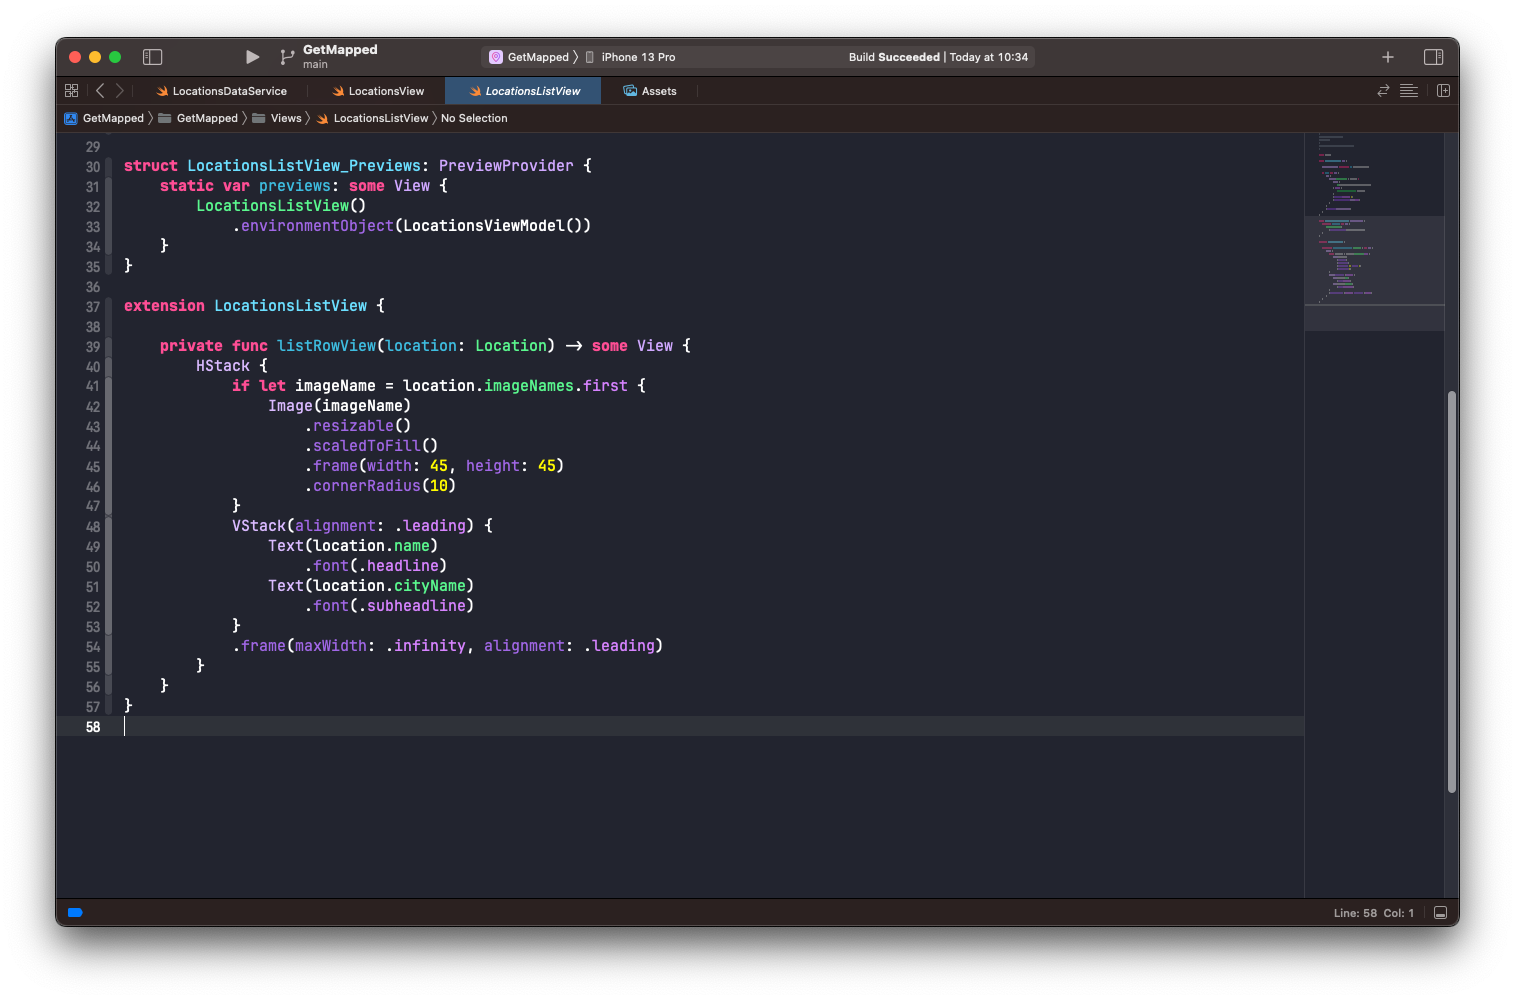 GetMapped
main
GetMapped 〉 iPhone 13 Pro
Build Succeeded | Today at 10:34
LocationsDataService
LocationsView
LocationsListView
Assets
GetMapped 〉 GetMapped 〉 Views 〉 LocationsListView 〉 No Selection
29
30 struct LocationsListView_Previews: PreviewProvider {
31     static var previews: some View {
32         LocationsListView()
33             .environmentObject(LocationsViewModel())
34     }
35 }
36
37 extension LocationsListView {
38
39     private func listRowView(location: Location) -> some View {
40         HStack {
41             if let imageName = location.imageNames.first {
42                 Image(imageName)
43                     .resizable()
44                     .scaledToFill()
45                     .frame(width: 45, height: 45)
46                     .cornerRadius(10)
47             }
48             VStack(alignment: .leading) {
49                 Text(location.name)
50                     .font(.headline)
51                 Text(location.cityName)
52                     .font(.subheadline)
53             }
54             .frame(maxWidth: .infinity, alignment: .leading)
55         }
56     }
57 }
58
Line: 58 Col: 1